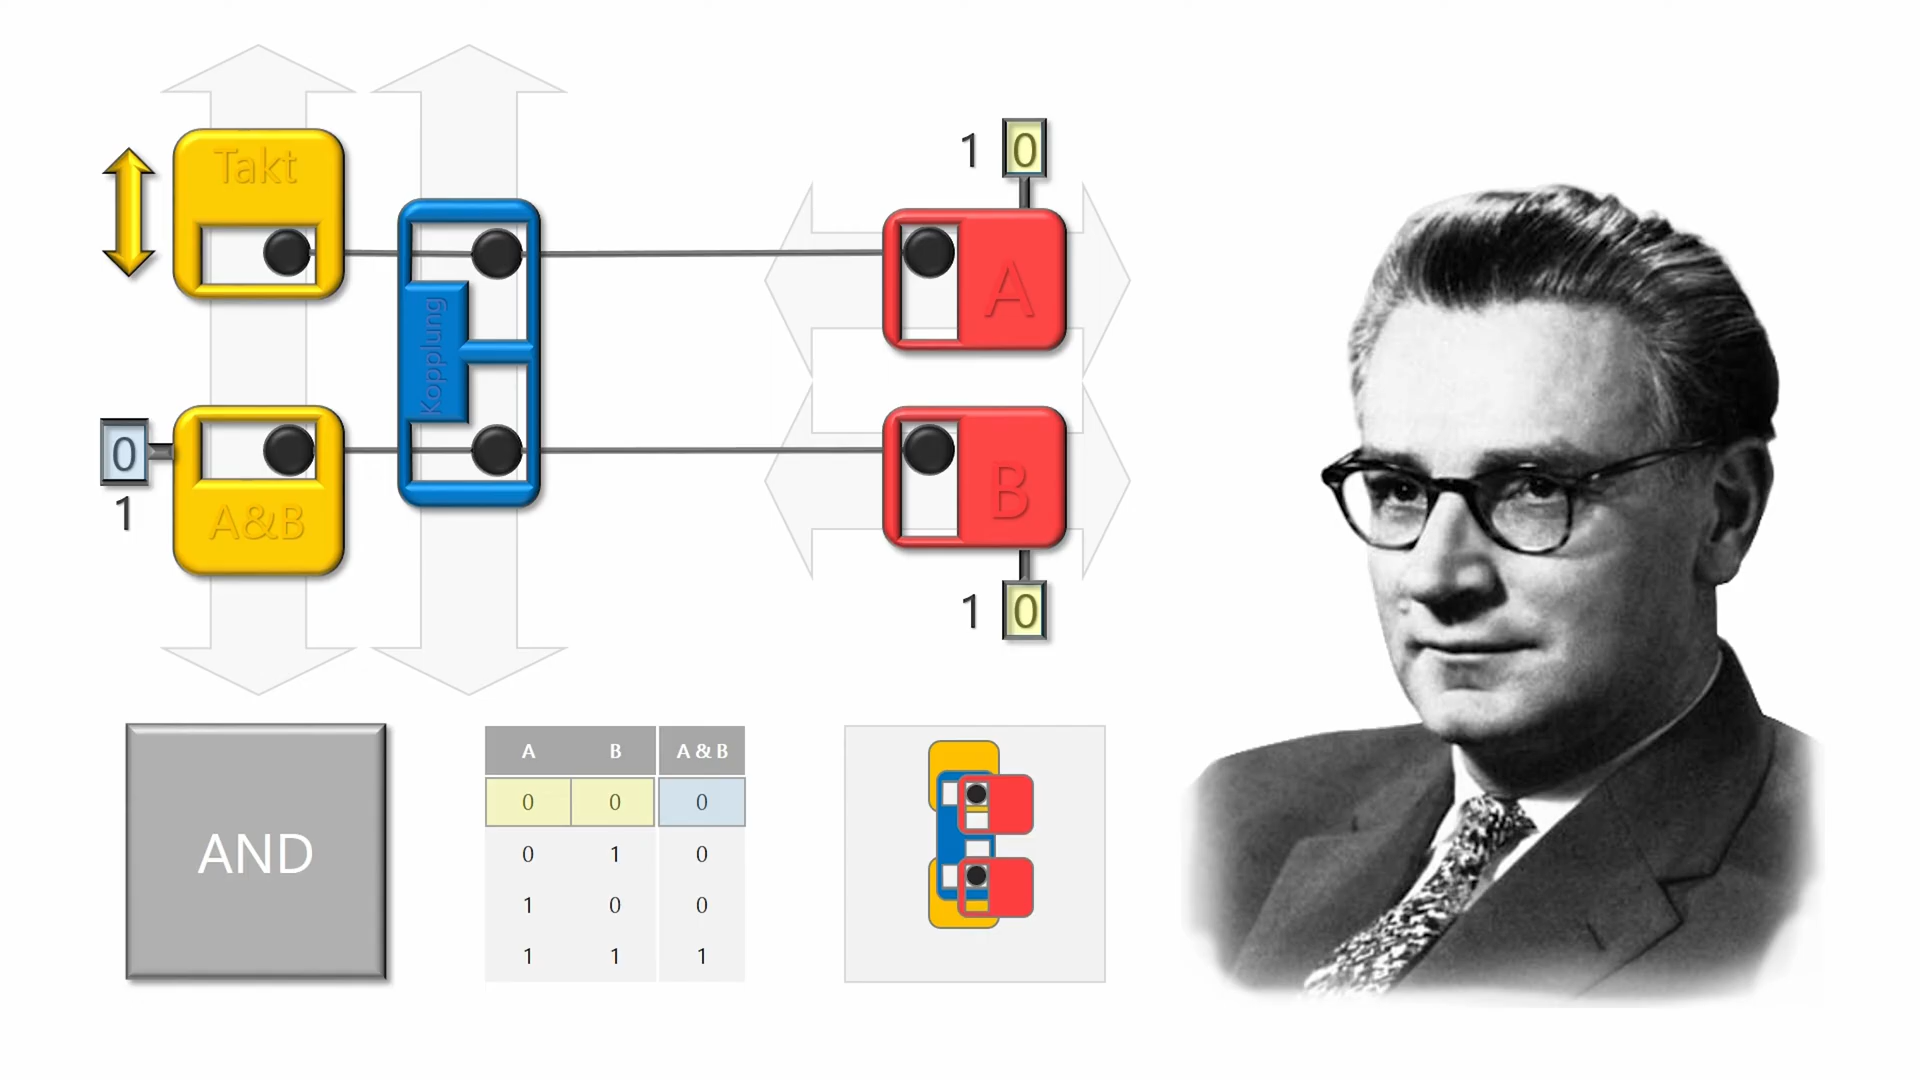 Takt
1 0
A
Kopplung
0
1
A&B
B
1 0
AND
A B A & B
0 0 0
0 1 0
1 0 0
1 1 1